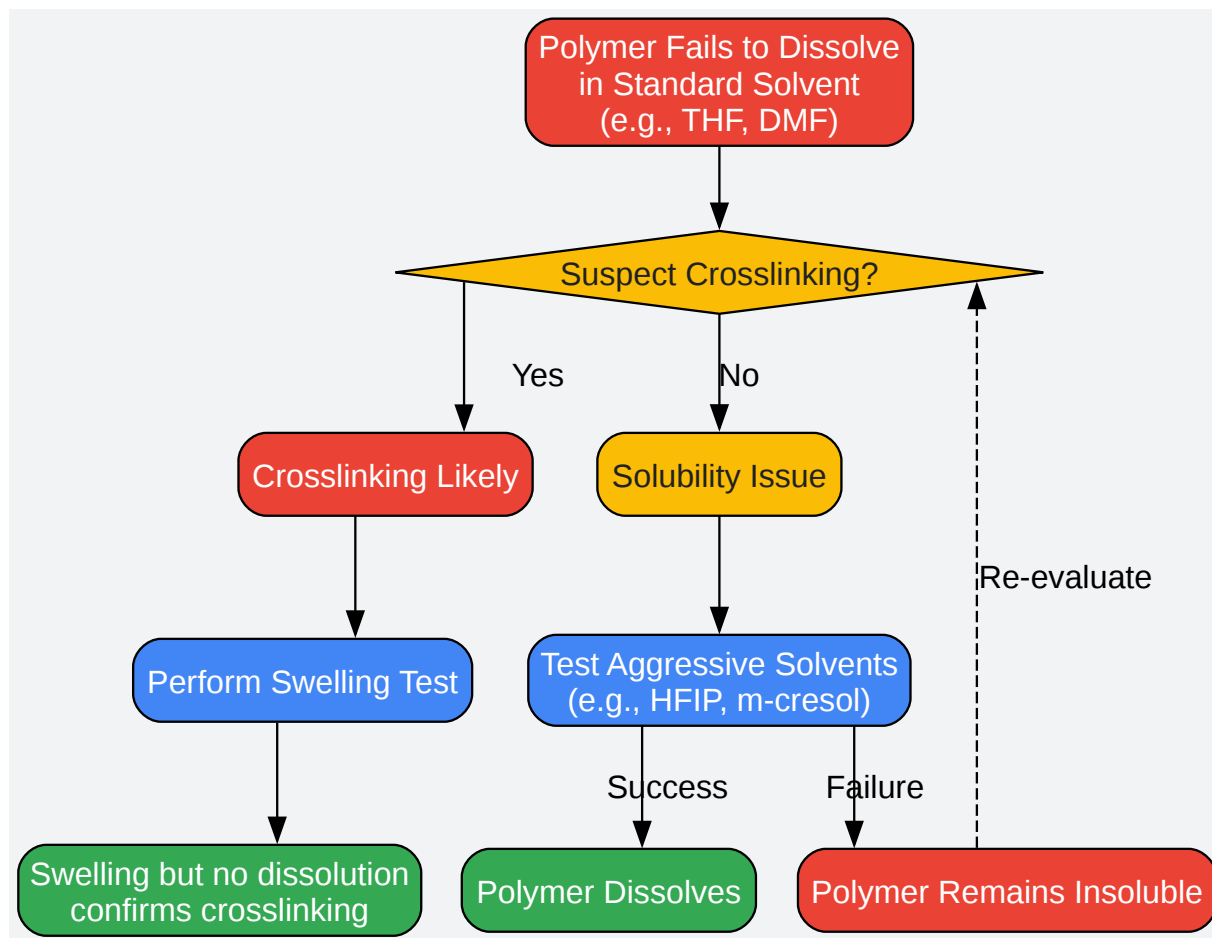 Polymer Fails to Dissolve
in Standard Solvent
(e.g., THF, DMF)
Suspect Crosslinking?
Yes
No
Crosslinking Likely
Solubility Issue
Re-evaluate
Perform Swelling Test
Test Aggressive Solvents
(e.g., HFIP, m-cresol)
Success
Failure
Swelling but no dissolution
confirms crosslinking
Polymer Dissolves
Polymer Remains Insoluble